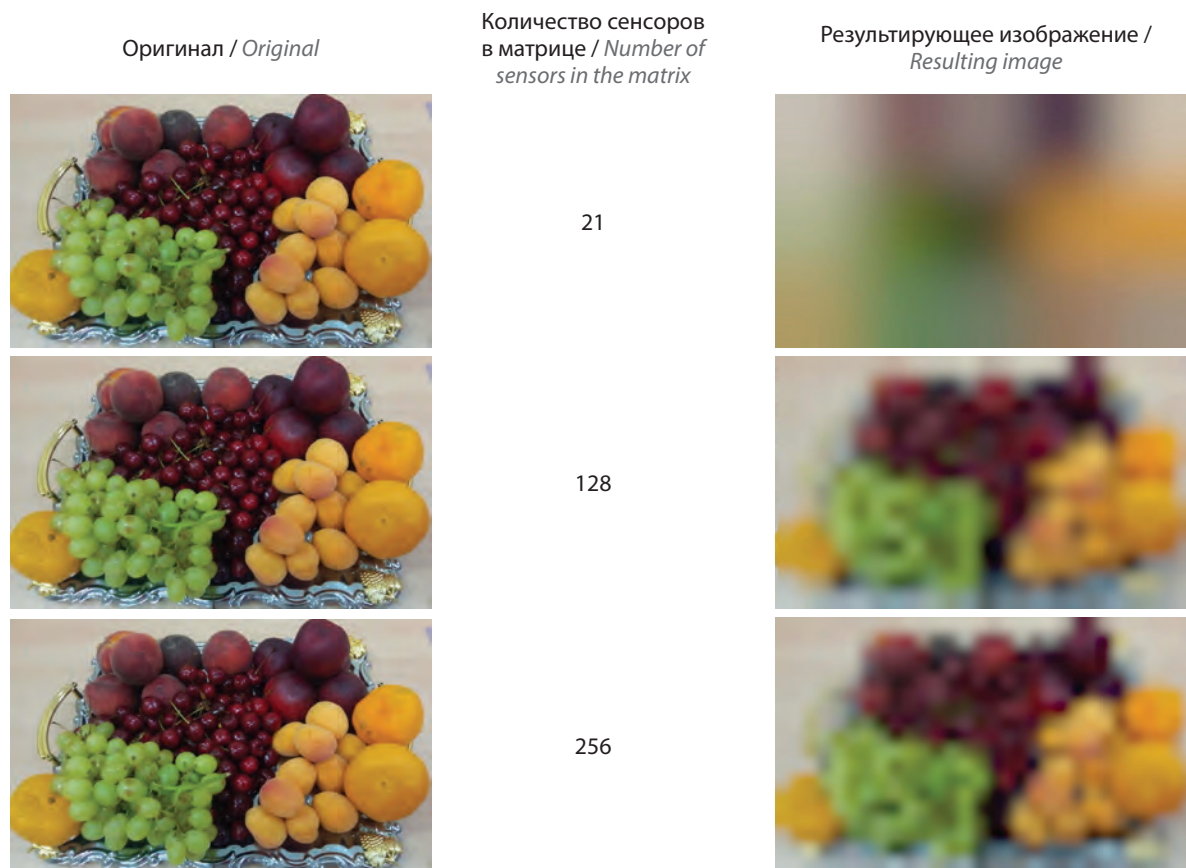 Оригинал / Original
Количество сенсоров
в матрице / Number of
sensors in the matrix
Результирующее изображение /
Resulting image
21
128
256